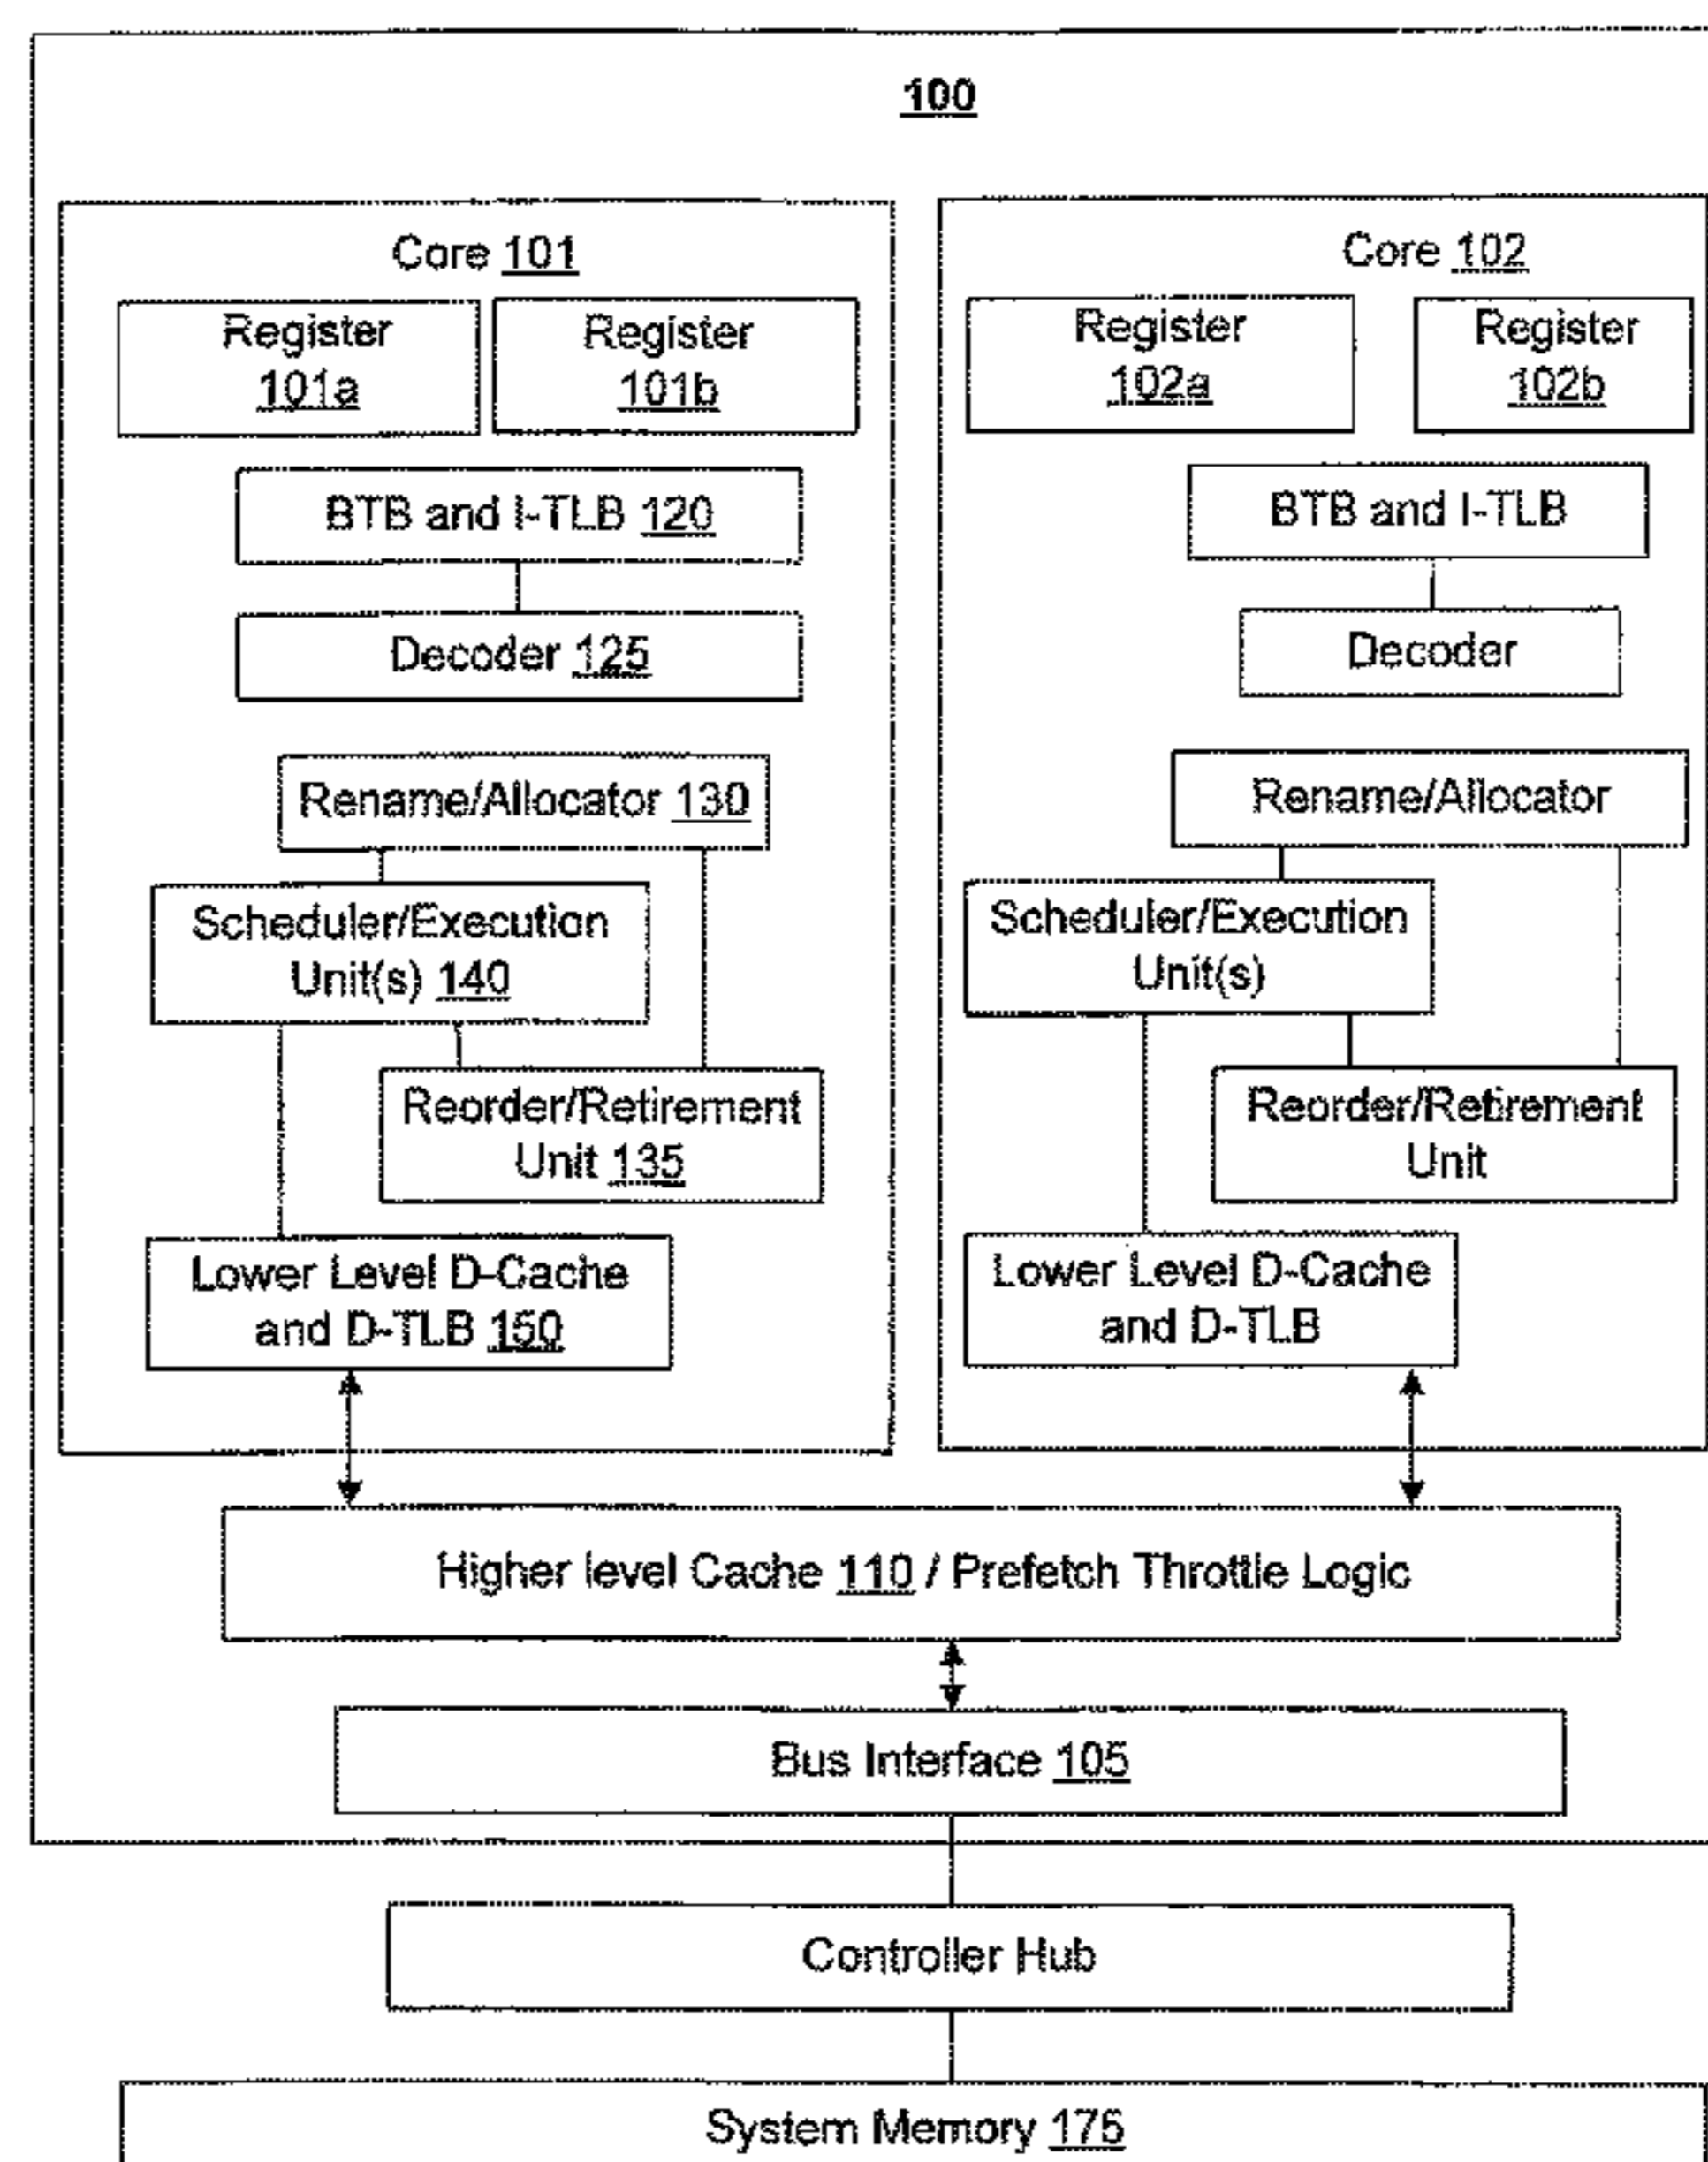 100
Core 101
Register
101a
Register
101b
BTB and I-TLB 120
Decoder 125
Rename/Allocator 130
Scheduler/Execution
Unit(s) 140
Reorder/Retirement
Unit 135
Lower Level D-Cache
and D-TLB 150
Core 102
Register
102a
Register
102b
BTB and I-TLB
Decoder
Rename/Allocator
Scheduler/Execution
Unit(s)
Reorder/Retirement
Unit
Lower Level D-Cache
and D-TLB
Higher level Cache 110 / Prefetch Throttle Logic
Bus Interface 105
Controller Hub
System Memory 175